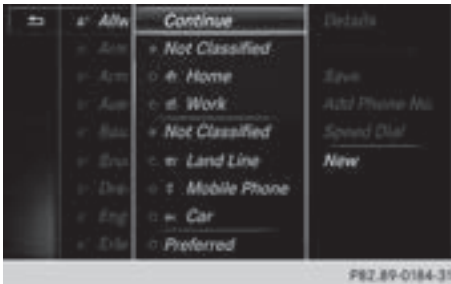 Allw
Continue
Details
Not Classified
Home
Save
Work
Add Phone No.
Not Classified
Speed Dial
Land Line
New
Mobile Phone
Car
Preferred
P82.89-0184-31